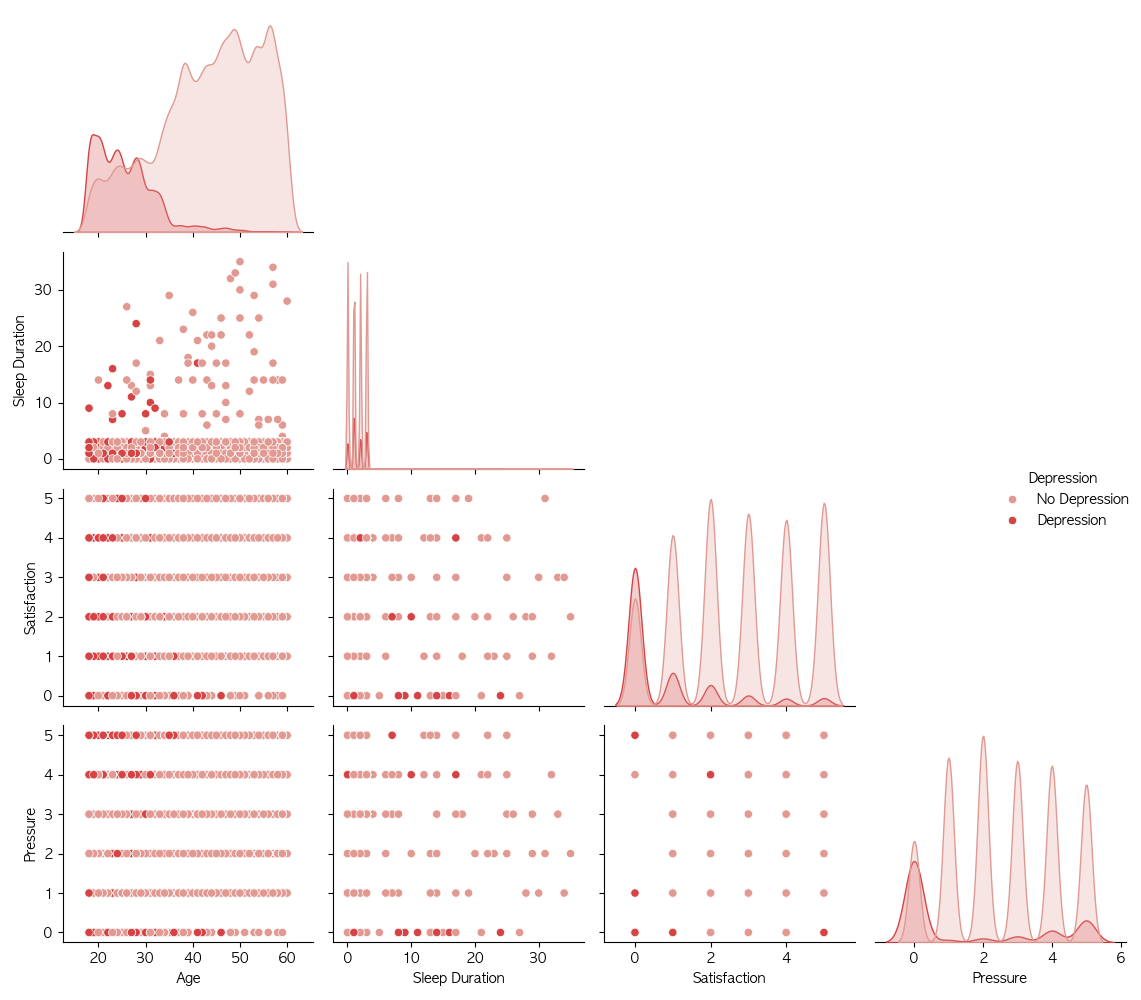 Sleep Duration
30
20
10
0
Depression
No Depression
Depression
Satisfaction
5
4
3
2
1
0
Pressure
5
4
3
2
1
0
20 30 40 50 60
0 10 20 30
0 2 4
0 2 4 6
Age
Sleep Duration
Satisfaction
Pressure